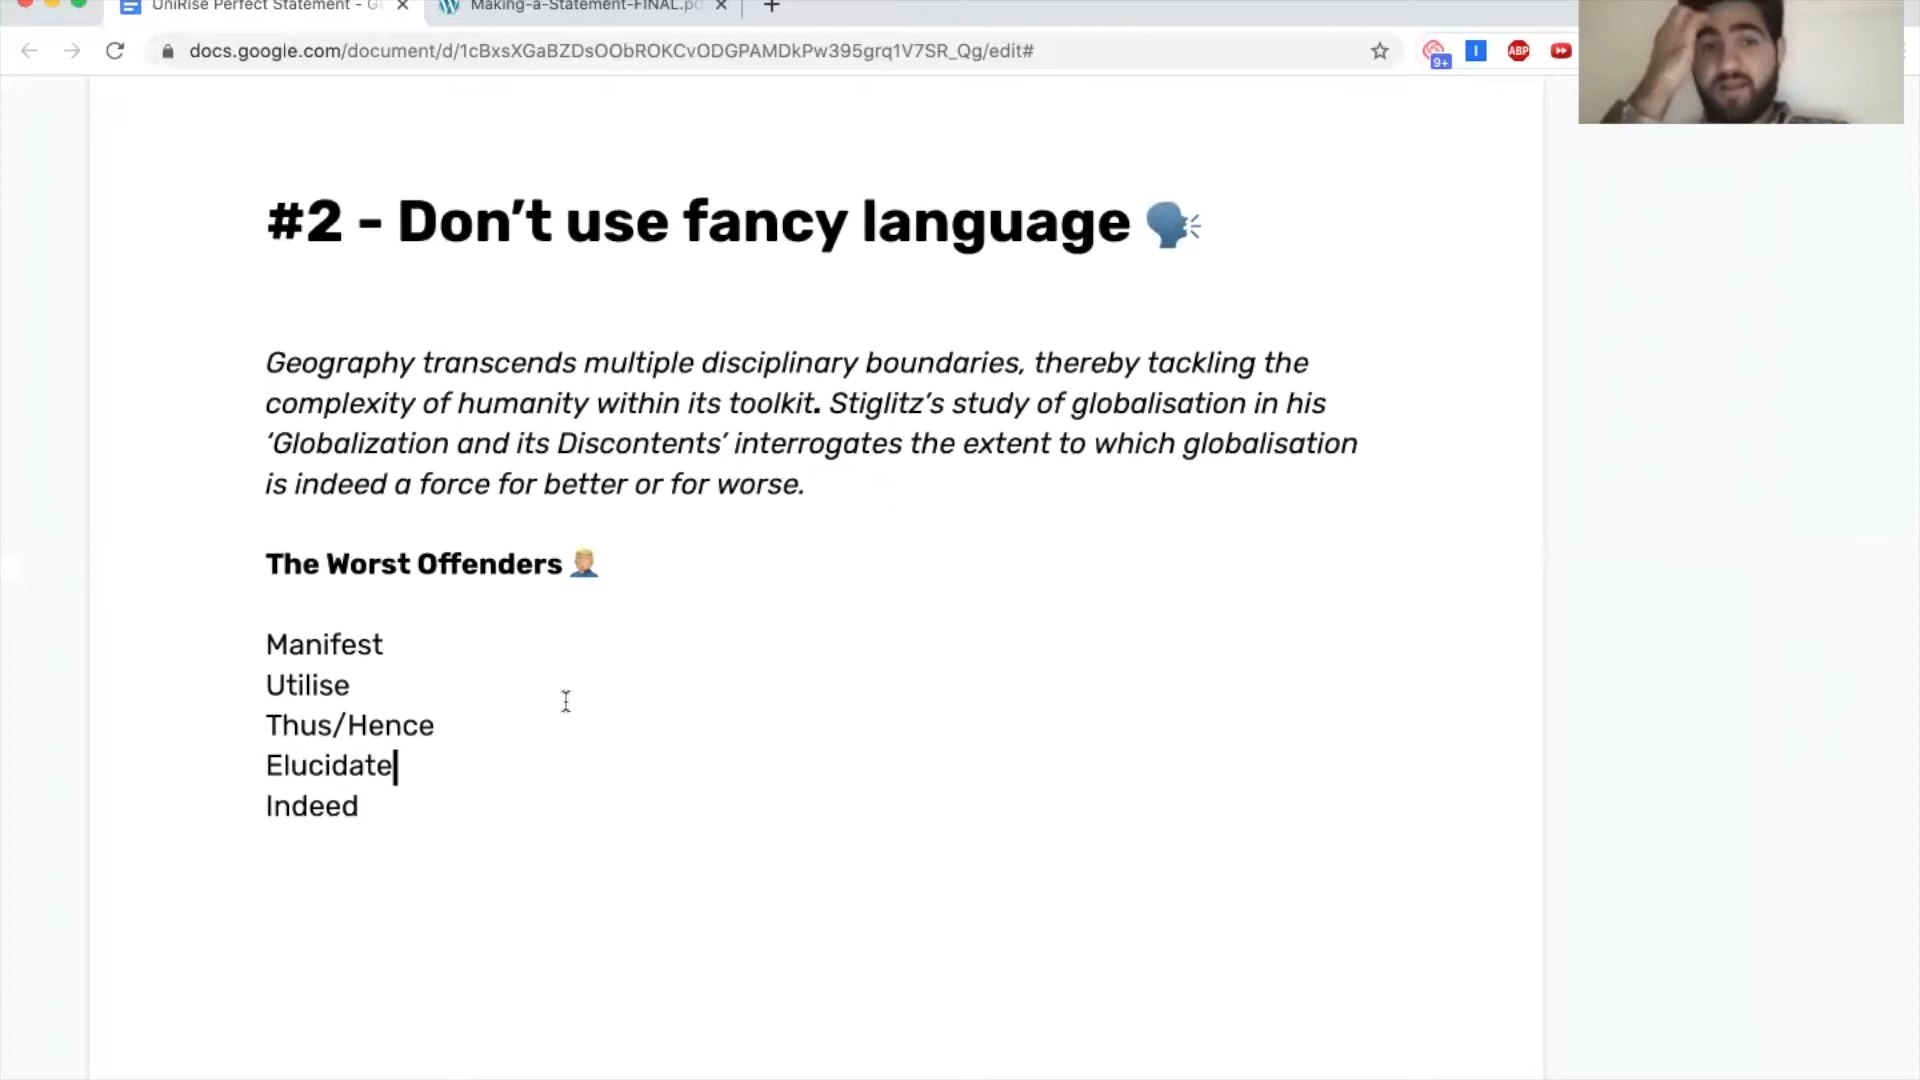 UniRise Perfect Statement - G
Making-a-Statement-FINAL.p
docs.google.com/document/d/1cBxsXGaBZDsOObROKCvODGPAMDkPw395grq1V7SR_Qg/edit#
9+
ABP
#2 - Don’t use fancy language
Geography transcends multiple disciplinary boundaries, thereby tackling the
complexity of humanity within its toolkit. Stiglitz’s study of globalisation in his
‘Globalization and its Discontents’ interrogates the extent to which globalisation
is indeed a force for better or for worse.
The Worst Offenders
Manifest
Utilise
Thus/Hence
Elucidate
Indeed